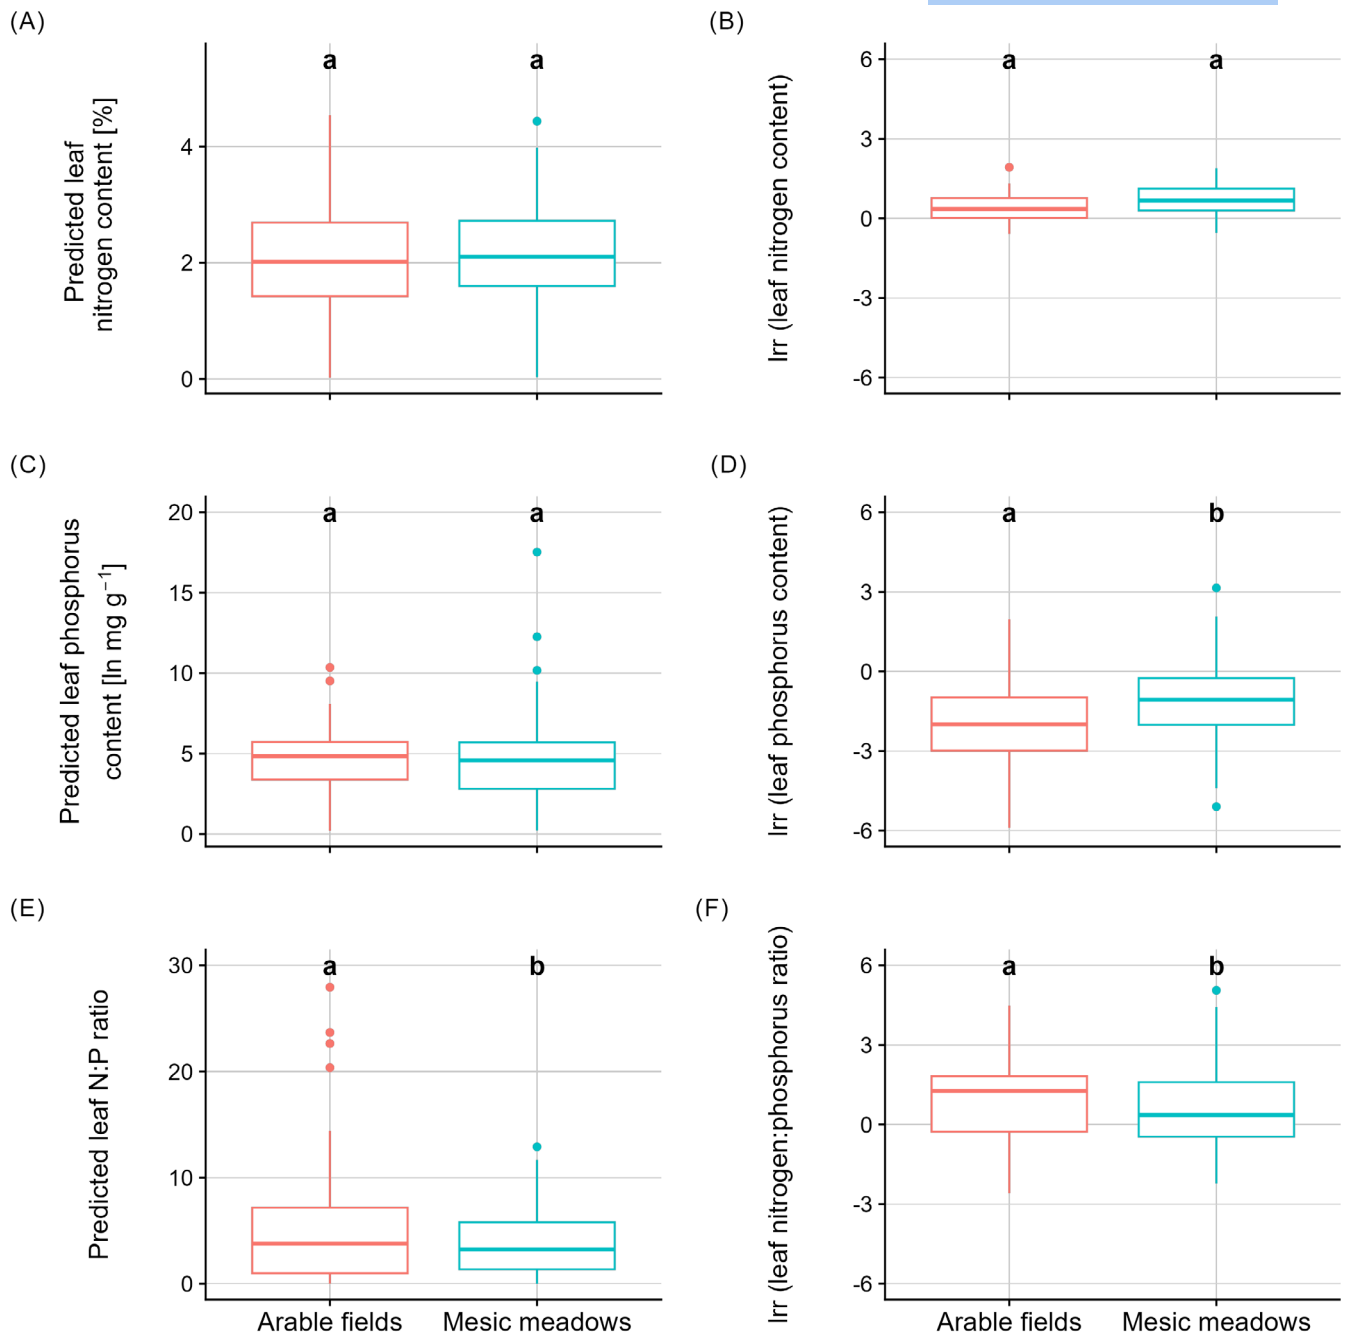 (A)
Predicted leaf
nitrogen content [%]
4
2
0
a a
(B)
lrr (leaf nitrogen content)
6
3
0
-3
-6
a a
(C)
Predicted leaf phosphorus
content [ln mg g⁻¹]
20
15
10
5
0
a a
(D)
lrr (leaf phosphorus content)
6
3
0
-3
-6
a b
(E)
Predicted leaf N:P ratio
30
20
10
0
a b
Arable fields Mesic meadows
(F)
lrr (leaf nitrogen:phosphorus ratio)
6
3
0
-3
-6
a b
Arable fields Mesic meadows